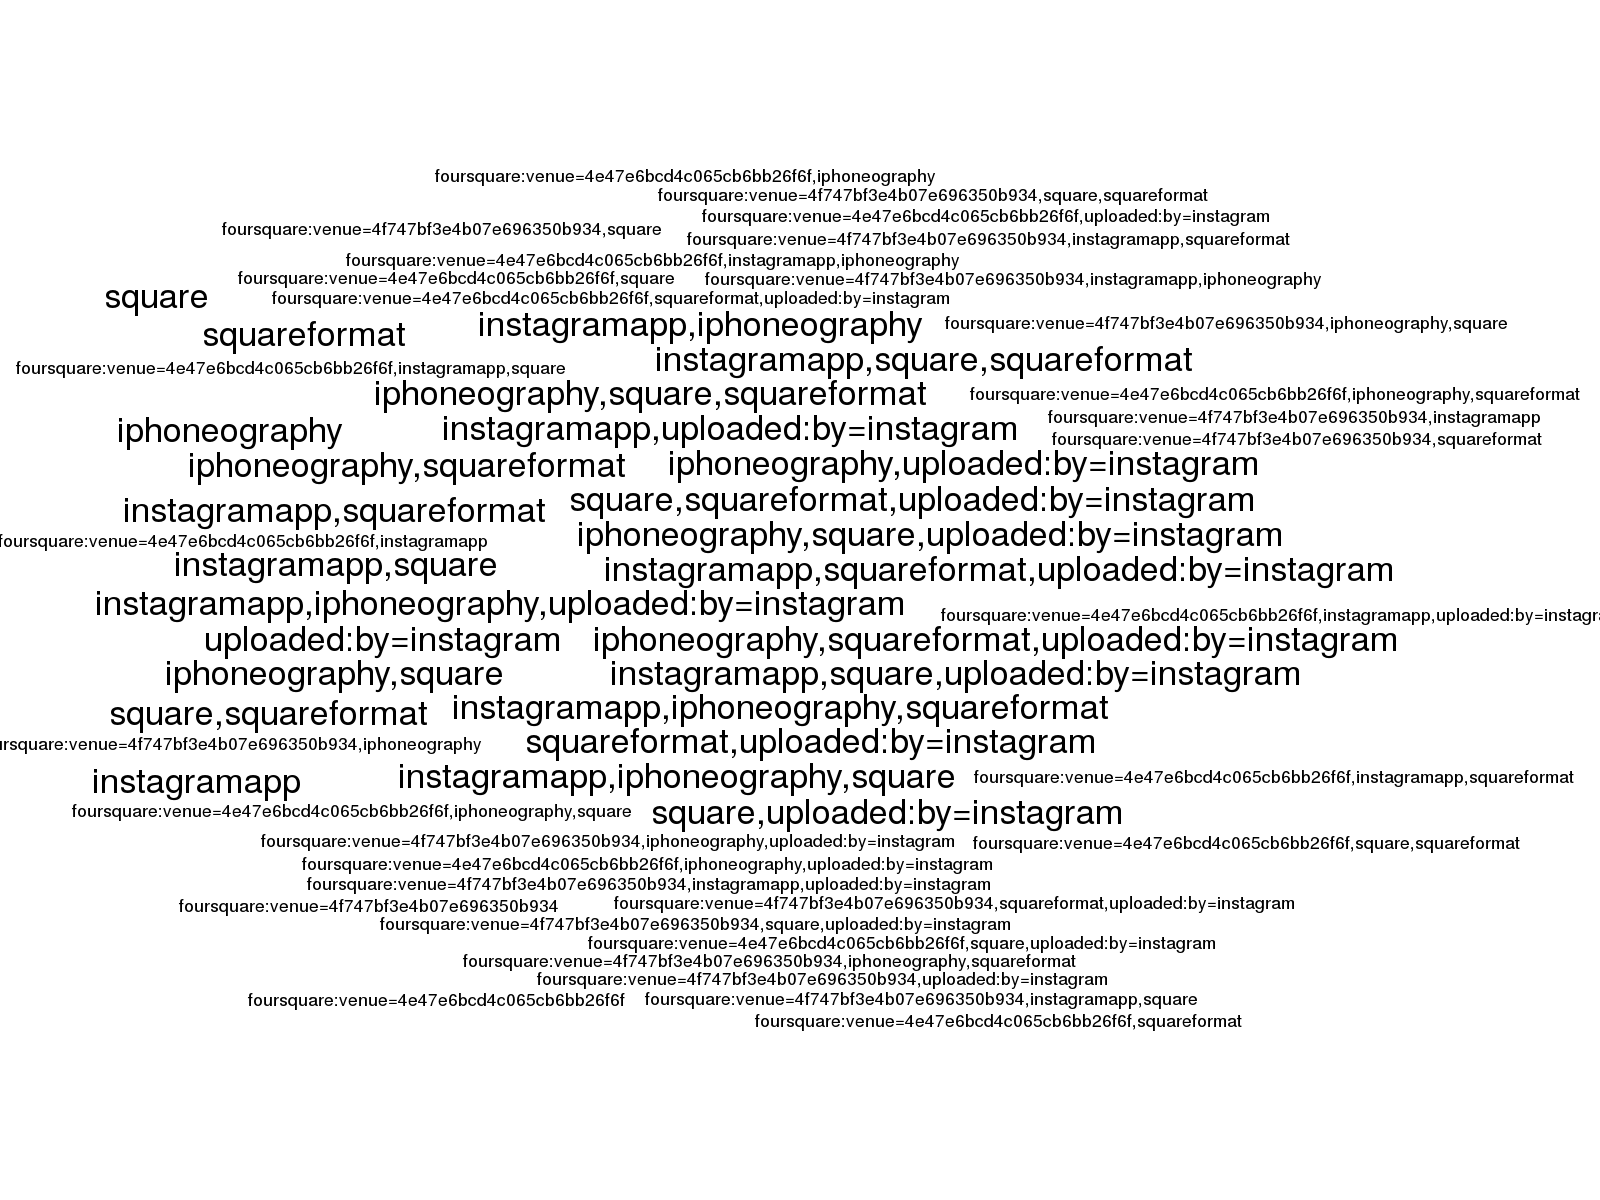 foursquare:venue=4e47e6bcd4c065cb6bb26f6f,iphoneography
foursquare:venue=4f747bf3e4b07e696350b934,square,squareformat
foursquare:venue=4e47e6bcd4c065cb6bb26f6f,uploaded:by=instagram
foursquare:venue=4f747bf3e4b07e696350b934,square
foursquare:venue=4f747bf3e4b07e696350b934,instagramapp,squareformat
foursquare:venue=4e47e6bcd4c065cb6bb26f6f,instagramapp,iphoneography
foursquare:venue=4e47e6bcd4c065cb6bb26f6f,square
foursquare:venue=4f747bf3e4b07e696350b934,instagramapp,iphoneography
square
foursquare:venue=4e47e6bcd4c065cb6bb26f6f,squareformat,uploaded:by=instagram
squareformat
instagramapp,iphoneography
foursquare:venue=4f747bf3e4b07e696350b934,iphoneography,square
instagramapp,square,squareformat
foursquare:venue=4e47e6bcd4c065cb6bb26f6f,instagramapp,square
iphoneography,square,squareformat
foursquare:venue=4e47e6bcd4c065cb6bb26f6f,iphoneography,squareformat
foursquare:venue=4f747bf3e4b07e696350b934,instagramapp
iphoneography
instagramapp,uploaded:by=instagram
foursquare:venue=4f747bf3e4b07e696350b934,squareformat
iphoneography,squareformat
iphoneography,uploaded:by=instagram
instagramapp,squareformat
square,squareformat,uploaded:by=instagram
iphoneography,square,uploaded:by=instagram
foursquare:venue=4e47e6bcd4c065cb6bb26f6f,instagramapp
instagramapp,square
instagramapp,squareformat,uploaded:by=instagram
instagramapp,iphoneography,uploaded:by=instagram
foursquare:venue=4e47e6bcd4c065cb6bb26f6f,instagramapp,uploaded:by=instagr
uploaded:by=instagram
iphoneography,squareformat,uploaded:by=instagram
iphoneography,square
instagramapp,square,uploaded:by=instagram
square,squareformat
instagramapp,iphoneography,squareformat
ursquare:venue=4f747bf3e4b07e696350b934,iphoneography
squareformat,uploaded:by=instagram
instagramapp
instagramapp,iphoneography,square
foursquare:venue=4e47e6bcd4c065cb6bb26f6f,instagramapp,squareformat
foursquare:venue=4e47e6bcd4c065cb6bb26f6f,iphoneography,square
square,uploaded:by=instagram
foursquare:venue=4f747bf3e4b07e696350b934,iphoneography,uploaded:by=instagram
foursquare:venue=4e47e6bcd4c065cb6bb26f6f,square,squareformat
foursquare:venue=4e47e6bcd4c065cb6bb26f6f,iphoneography,uploaded:by=instagram
foursquare:venue=4f747bf3e4b07e696350b934,instagramapp,uploaded:by=instagram
foursquare:venue=4f747bf3e4b07e696350b934
foursquare:venue=4f747bf3e4b07e696350b934,squareformat,uploaded:by=instagram
foursquare:venue=4f747bf3e4b07e696350b934,square,uploaded:by=instagram
foursquare:venue=4e47e6bcd4c065cb6bb26f6f,square,uploaded:by=instagram
foursquare:venue=4f747bf3e4b07e696350b934,iphoneography,squareformat
foursquare:venue=4f747bf3e4b07e696350b934,uploaded:by=instagram
foursquare:venue=4e47e6bcd4c065cb6bb26f6f
foursquare:venue=4f747bf3e4b07e696350b934,instagramapp,square
foursquare:venue=4e47e6bcd4c065cb6bb26f6f,squareformat